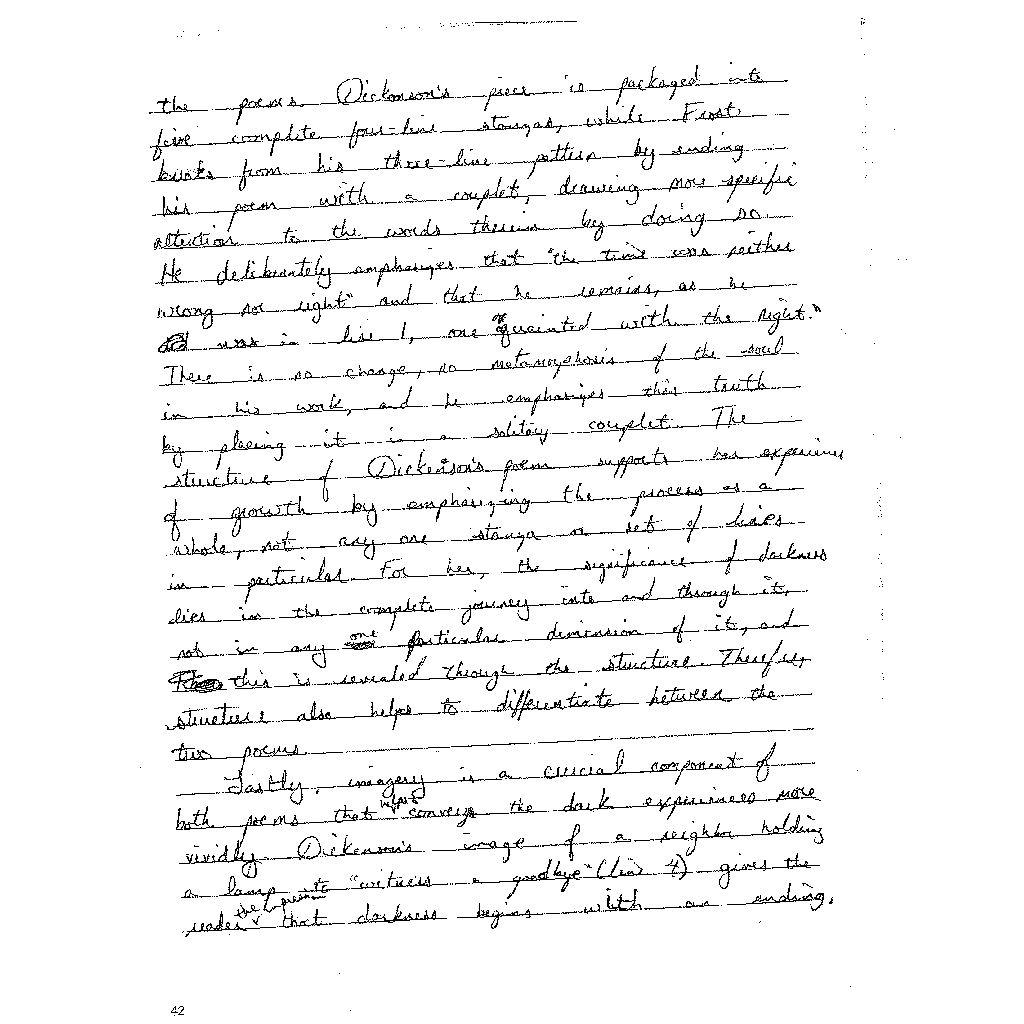 the poems. Dickonson's piece is packaged into
five complete four-line stanzas, while Frost
breaks from his three-line pattern by ending
his poem with a couplet, drawing more specific
attention to the words therein by doing so.
He deliberately emphasizes that "the time was neither
wrong nor right" and that he remains, as he
was in line 1, one "acquainted with the night."
There is no change, no metamorphosis of the soul
in his work, and he emphasizes this truth
by placing it in a solitary couplet. The
structure of Dickenson's poem supports her experience
of growth by emphasizing the process as a
whole, not any one stanza or set of lines
in particular. For her, the significance of darkness
lies in the complete journey into and through it,
not in any one particular dimension of it, and
this is revealed through the structure. Therefore,
structure also helps to differentiate between the
two poems.
Lastly, imagery is a crucial component of
both poems that helps convey the dark experiences more
vividly. Dickenson's image of a neighbor holding
a lamp to "witness a goodbye" (line 4) gives the
reader the impression that darkness begins with an ending,
42